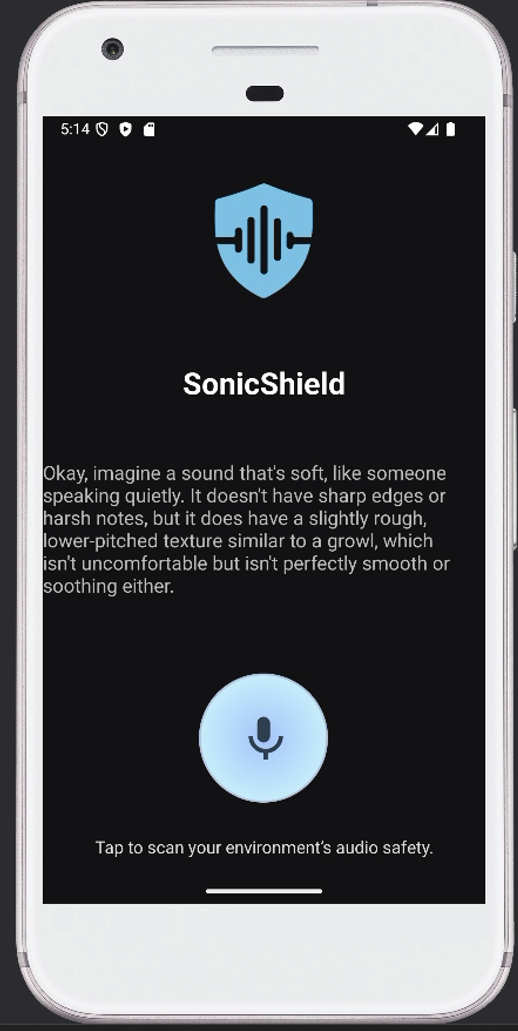 5:14
SonicShield
Okay, imagine a sound that's soft, like someone
speaking quietly. It doesn't have sharp edges or
harsh notes, but it does have a slightly rough,
lower-pitched texture similar to a growl, which
isn't uncomfortable but isn't perfectly smooth or
soothing either.
Tap to scan your environment’s audio safety.